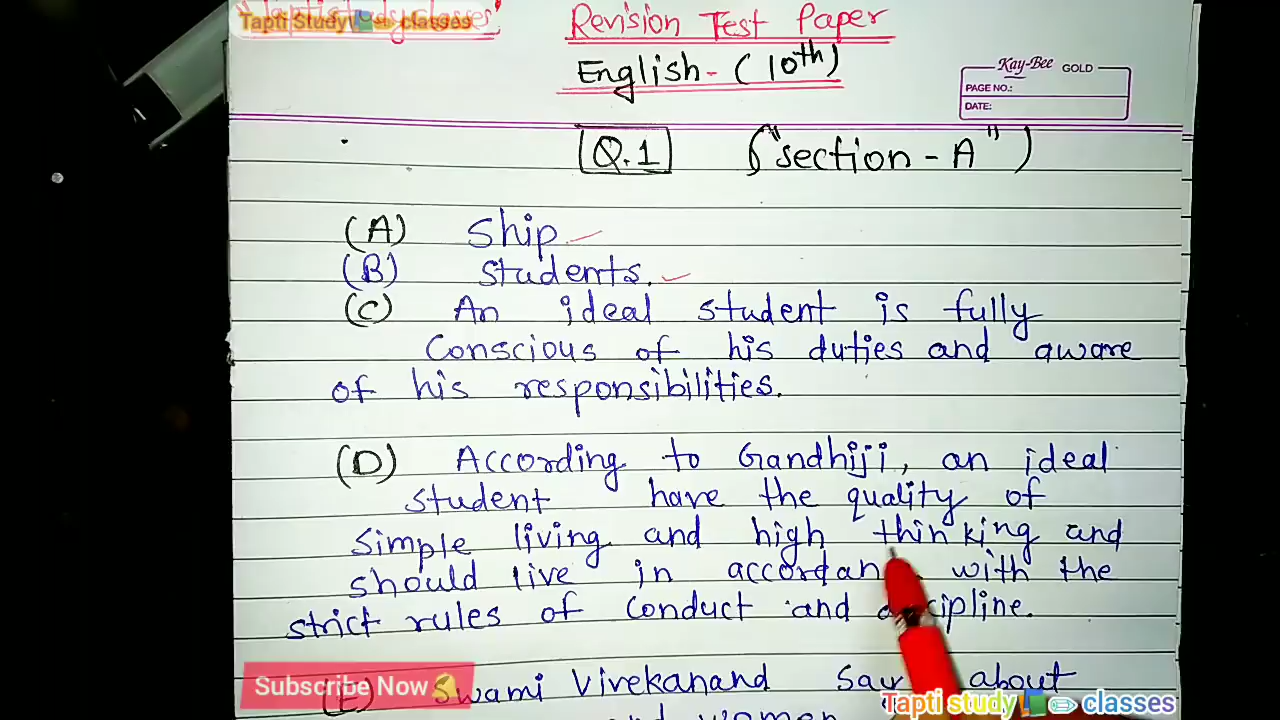 Tapti Study classes
Revision Test Paper
English - (10th)
Kay-Bee GOLD
PAGE NO.:
DATE:
Q.1 ("section - A")
(A) Ship
(B) students.
(C) An ideal student is fully
Conscious of his duties and aware
of his responsibilities.
(D) According to Gandhiji, an ideal
student have the quality of
simple living and high thinking and
should live in accordan with the
strict rules of conduct and discipline.
(E) Swami Vivekanand Say about
and women
Subscribe Now
Tapti study classes